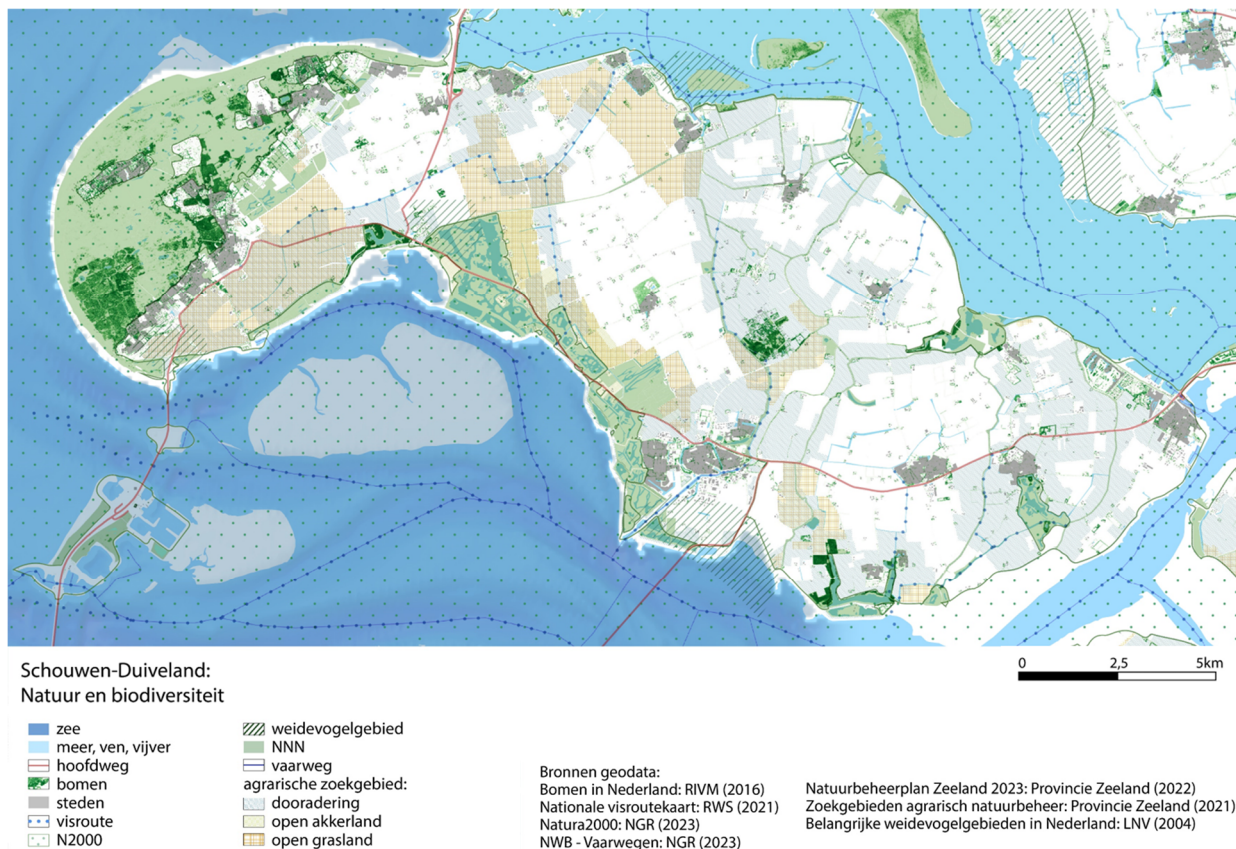 Schouwen-Duiveland:
Natuur en biodiversiteit
zee
meer, ven, vijver
hoofdweg
bomen
steden
visroute
N2000
weidevogelgebied
NNN
vaarweg
agrarische zoekgebied:
dooradering
open akkerland
open grasland
Bronnen geodata:
Bomen in Nederland: RIVM (2016)
Nationale visroutekaart: RWS (2021)
Natura2000: NGR (2023)
NWB - Vaarwegen: NGR (2023)
Natuurbeheerplan Zeeland 2023: Provincie Zeeland (2022)
Zoekgebieden agrarisch natuurbeheer: Provincie Zeeland (2021)
Belangrijke weidevogelgebieden in Nederland: LNV (2004)
0 2,5 5km